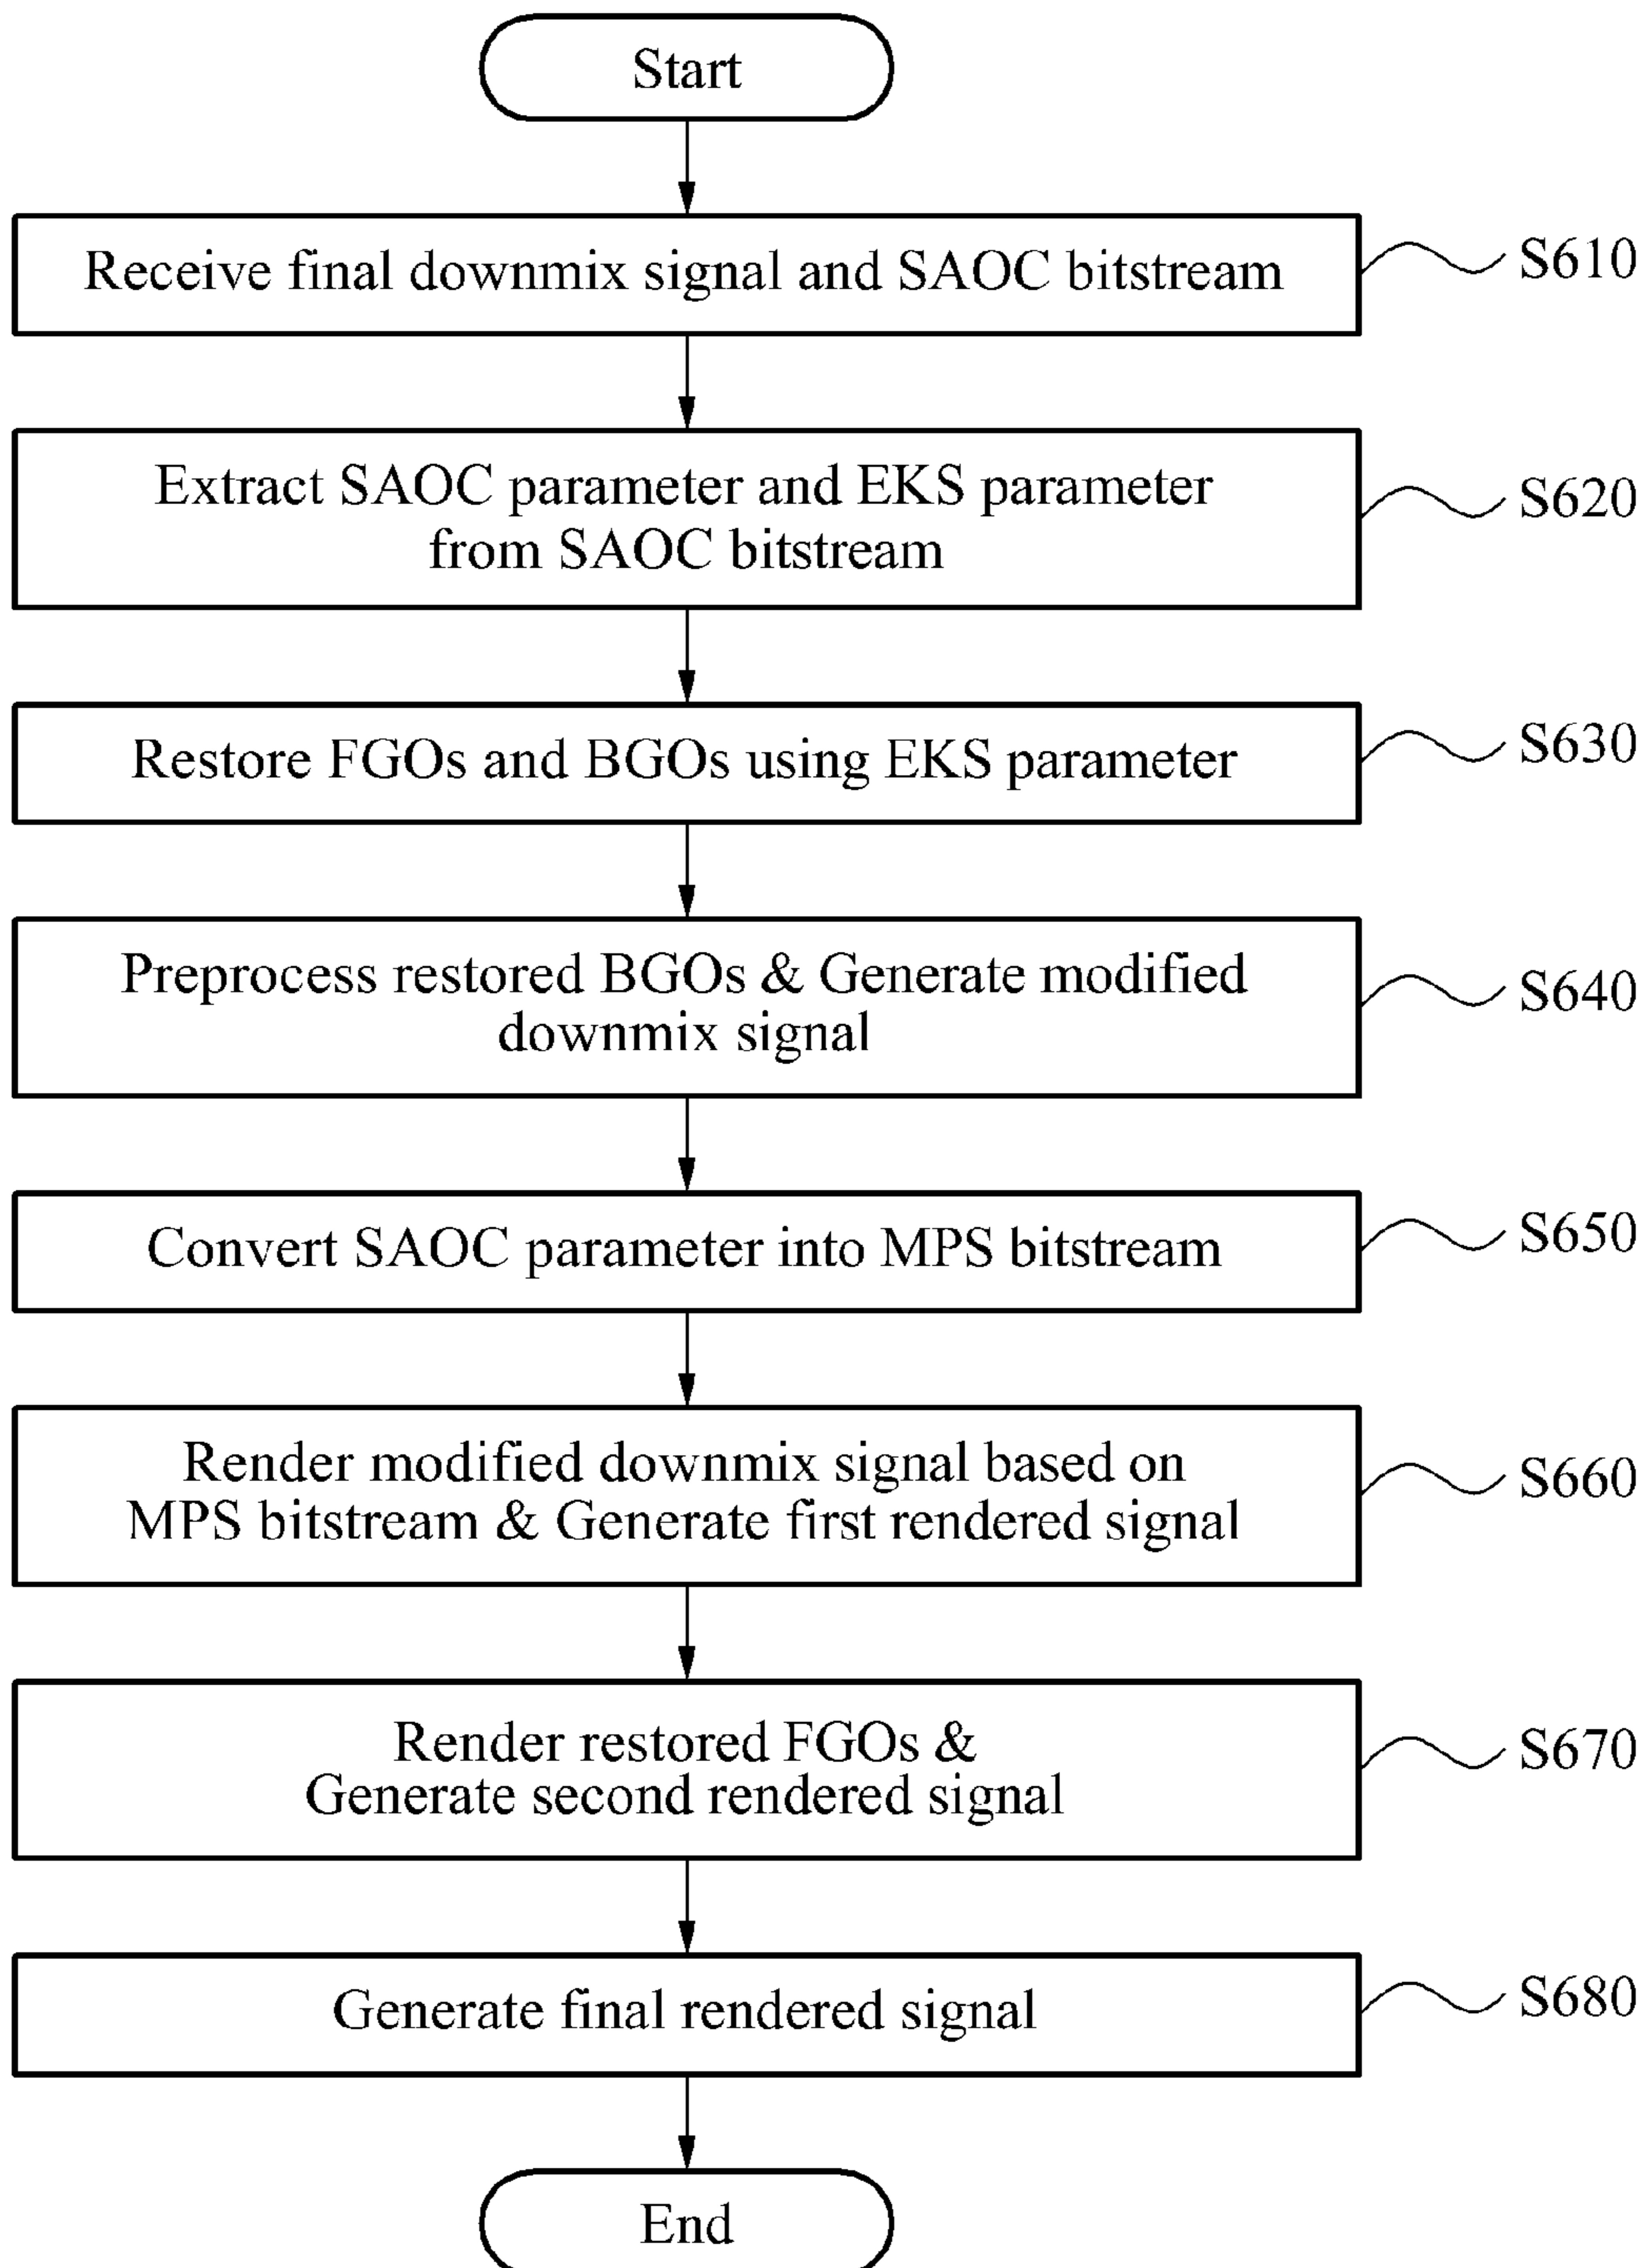 Start
Receive final downmix signal and SAOC bitstream
S610
Extract SAOC parameter and EKS parameter
from SAOC bitstream
S620
Restore FGOs and BGOs using EKS parameter
S630
Preprocess restored BGOs & Generate modified
downmix signal
S640
Convert SAOC parameter into MPS bitstream
S650
Render modified downmix signal based on
MPS bitstream & Generate first rendered signal
S660
Render restored FGOs &
Generate second rendered signal
S670
Generate final rendered signal
S680
End